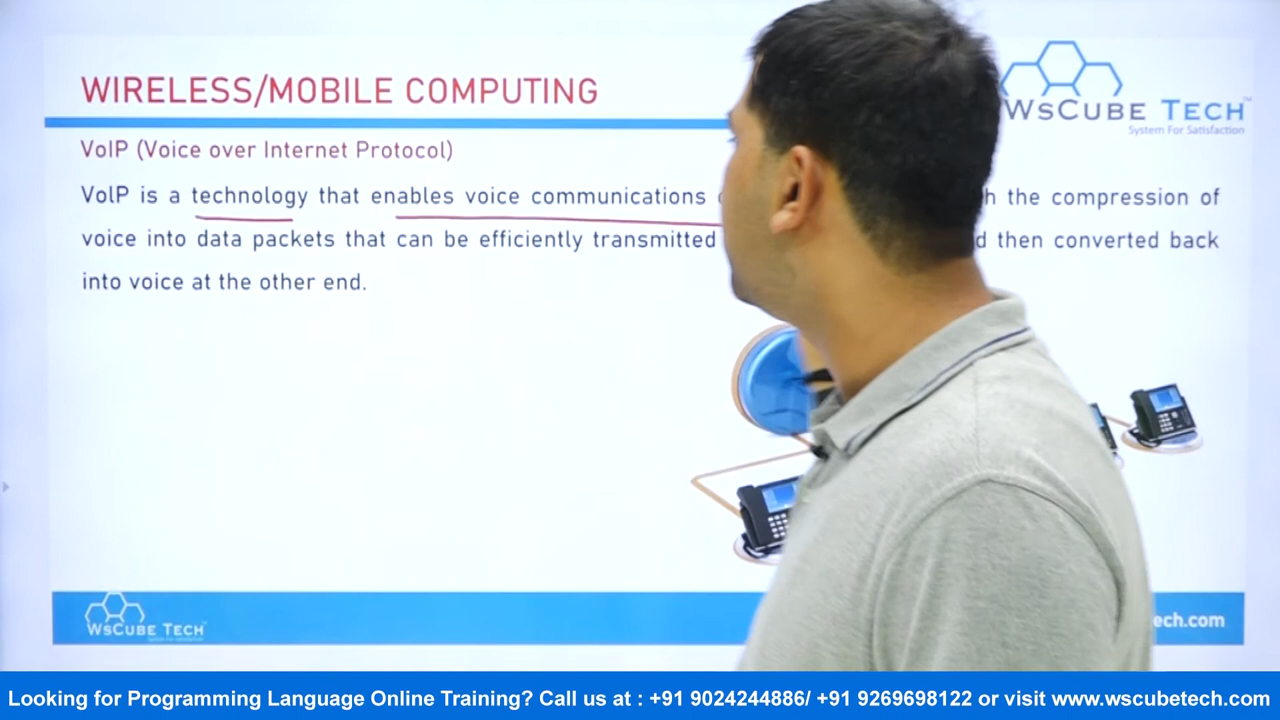 WIRELESS/MOBILE COMPUTING
WSCUBE TECH™
System For Satisfaction
VoIP (Voice over Internet Protocol)
VoIP is a technology that enables voice communications the compression of
voice into data packets that can be efficiently transmitted then converted back
into voice at the other end.
WSCUBE TECH
ech.com
Looking for Programming Language Online Training? Call us at : +91 9024244886/ +91 9269698122 or visit www.wscubetech.com